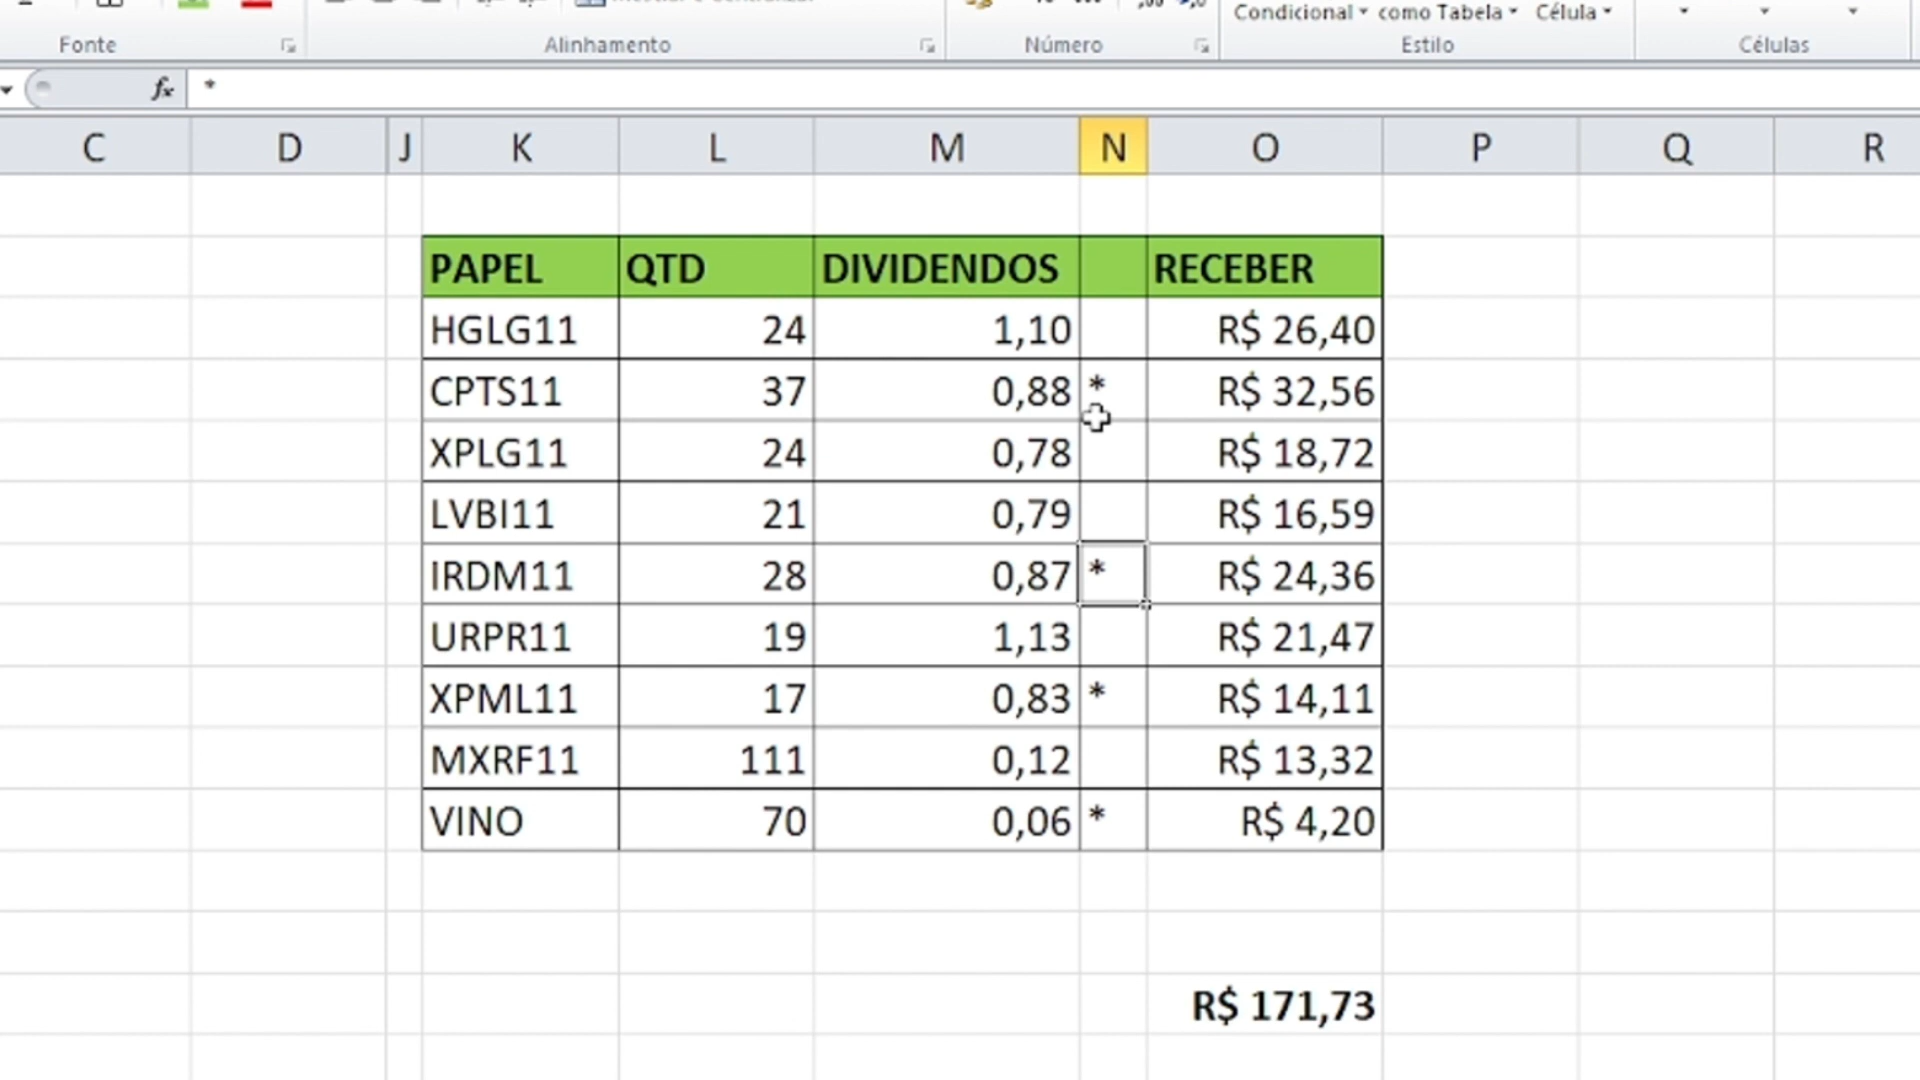 Condicional como Tabela Célula
Fonte Alinhamento Número Estilo Células
fx *
C D J K L M N O P Q R
PAPEL QTD DIVIDENDOS RECEBER
HGLG11 24 1,10 R$ 26,40
CPTS11 37 0,88 * R$ 32,56
XPLG11 24 0,78 R$ 18,72
LVBI11 21 0,79 R$ 16,59
IRDM11 28 0,87 * R$ 24,36
URPR11 19 1,13 R$ 21,47
XPML11 17 0,83 * R$ 14,11
MXRF11 111 0,12 R$ 13,32
VINO 70 0,06 * R$ 4,20
R$ 171,73